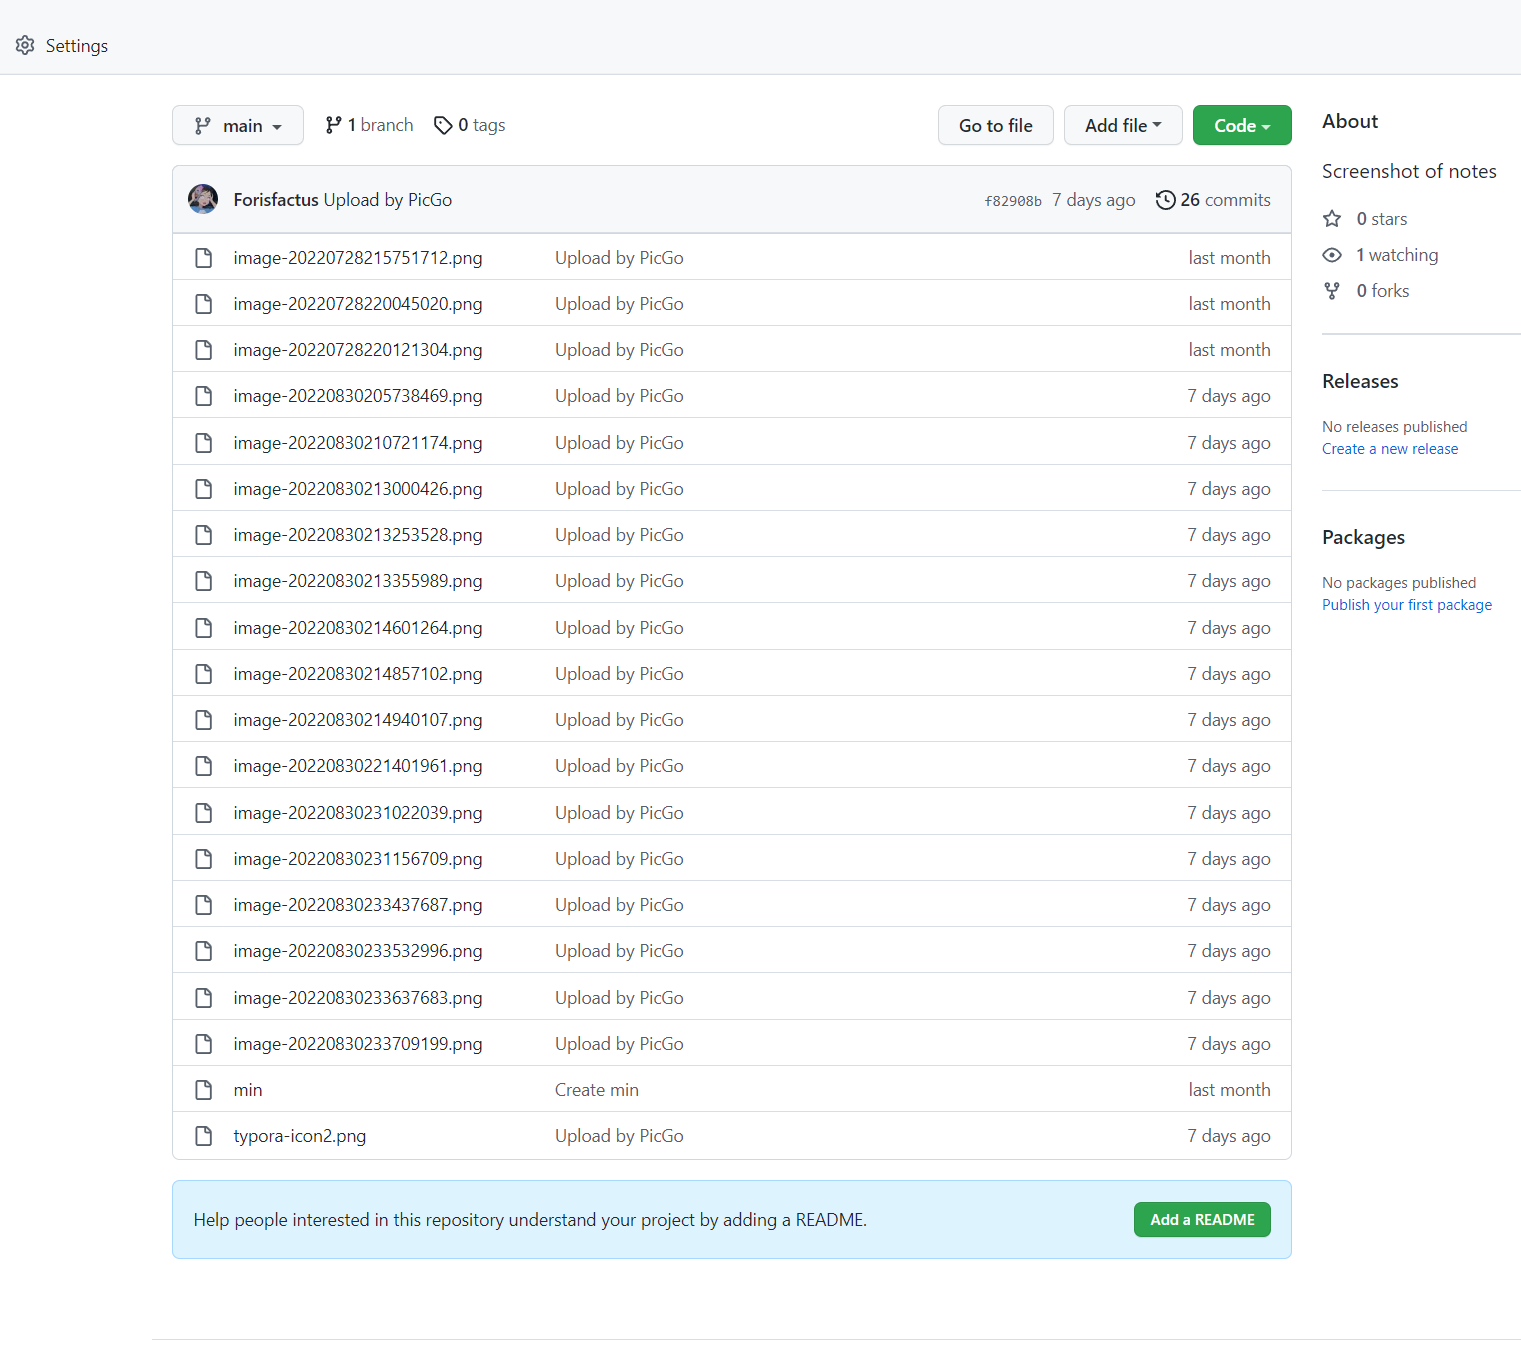 Settings
main 1 branch 0 tags Go to file Add file Code
Forisfactus Upload by PicGo f82908b 7 days ago 26 commits
image-20220728215751712.png Upload by PicGo last month
image-20220728220045020.png Upload by PicGo last month
image-20220728220121304.png Upload by PicGo last month
image-20220830205738469.png Upload by PicGo 7 days ago
image-20220830210721174.png Upload by PicGo 7 days ago
image-20220830213000426.png Upload by PicGo 7 days ago
image-20220830213253528.png Upload by PicGo 7 days ago
image-20220830213355989.png Upload by PicGo 7 days ago
image-20220830214601264.png Upload by PicGo 7 days ago
image-20220830214857102.png Upload by PicGo 7 days ago
image-20220830214940107.png Upload by PicGo 7 days ago
image-20220830221401961.png Upload by PicGo 7 days ago
image-20220830231022039.png Upload by PicGo 7 days ago
image-20220830231156709.png Upload by PicGo 7 days ago
image-20220830233437687.png Upload by PicGo 7 days ago
image-20220830233532996.png Upload by PicGo 7 days ago
image-20220830233637683.png Upload by PicGo 7 days ago
image-20220830233709199.png Upload by PicGo 7 days ago
min Create min last month
typora-icon2.png Upload by PicGo 7 days ago
Help people interested in this repository understand your project by adding a README. Add a README
About
Screenshot of notes
0 stars
1 watching
0 forks
Releases
No releases published
Create a new release
Packages
No packages published
Publish your first package